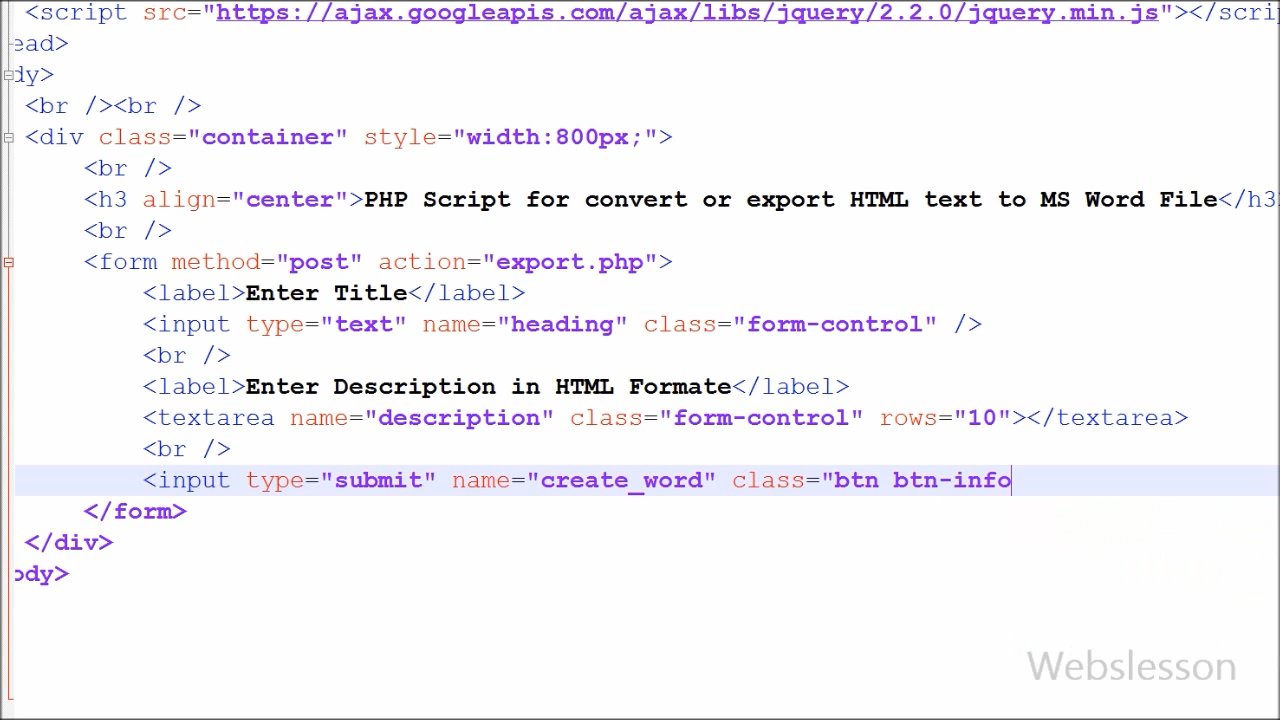 <script src="https://ajax.googleapis.com/ajax/libs/jquery/2.2.0/jquery.min.js"></scri
ead>
dy>
<br /><br />
<div class="container" style="width:800px;">
<br />
<h3 align="center">PHP Script for convert or export HTML text to MS Word File</h3
<br />
<form method="post" action="export.php">
<label>Enter Title</label>
<input type="text" name="heading" class="form-control" />
<br />
<label>Enter Description in HTML Formate</label>
<textarea name="description" class="form-control" rows="10"></textarea>
<br />
<input type="submit" name="create_word" class="btn btn-info
</form>
</div>
ody>
Webslesson